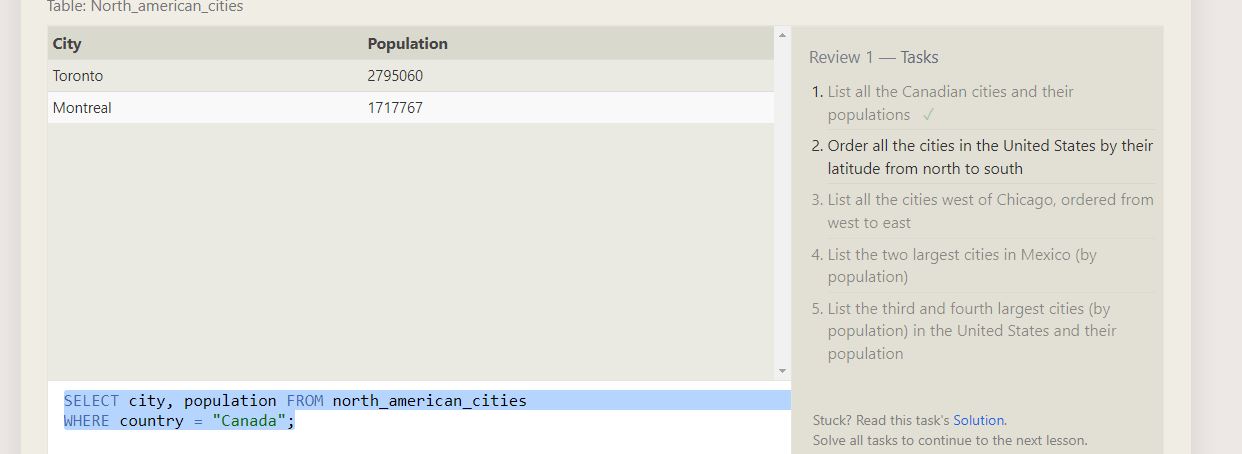 Table: North_american_cities
City Population
Toronto 2795060
Montreal 1717767
SELECT city, population FROM north_american_cities
WHERE country = "Canada";
Review 1 — Tasks
1. List all the Canadian cities and their
populations ✓
2. Order all the cities in the United States by their
latitude from north to south
3. List all the cities west of Chicago, ordered from
west to east
4. List the two largest cities in Mexico (by
population)
5. List the third and fourth largest cities (by
population) in the United States and their
population
Stuck? Read this task's Solution.
Solve all tasks to continue to the next lesson.